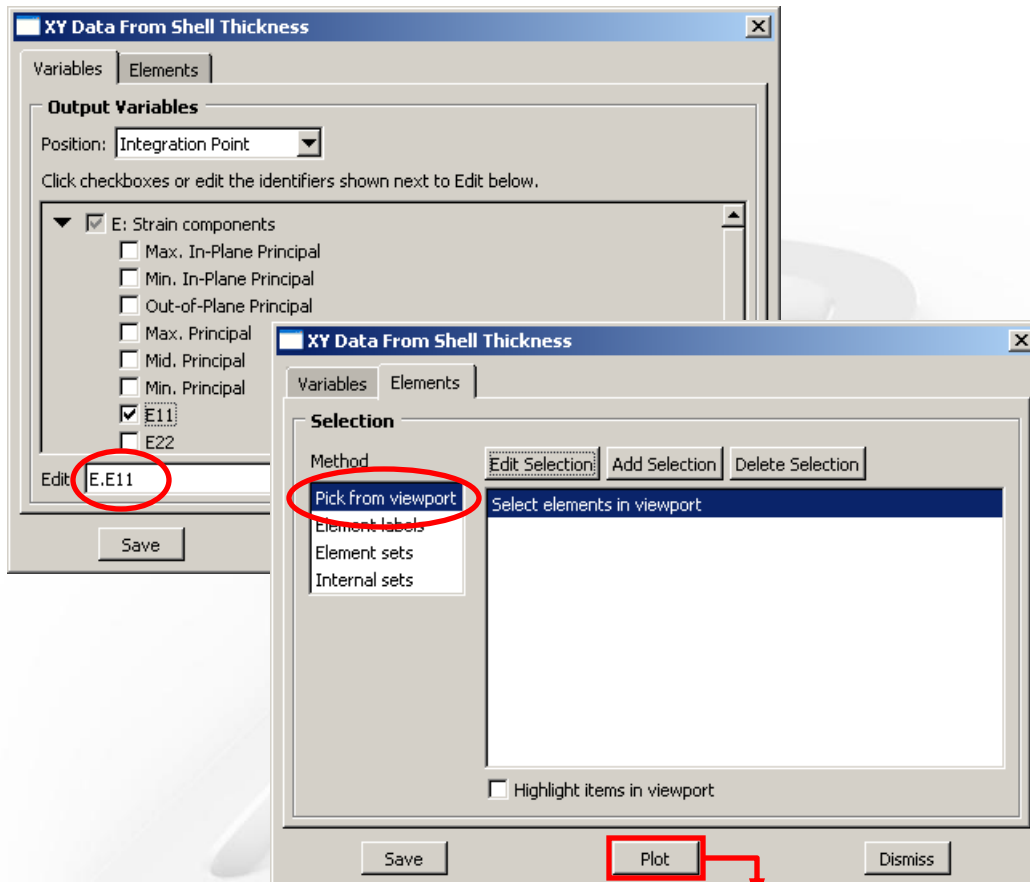 XY Data From Shell Thickness
Variables Elements
Output Variables
Position: Integration Point
Click checkboxes or edit the identifiers shown next to Edit below.
E: Strain components
Max. In-Plane Principal
Min. In-Plane Principal
Out-of-Plane Principal
Max. Principal
Mid. Principal
Min. Principal
E11
E22
Edit E.E11
Save
XY Data From Shell Thickness
Variables Elements
Selection
Method
Edit Selection Add Selection Delete Selection
Pick from viewport
Element labels
Element sets
Internal sets
Select elements in viewport
Highlight items in viewport
Save Plot Dismiss